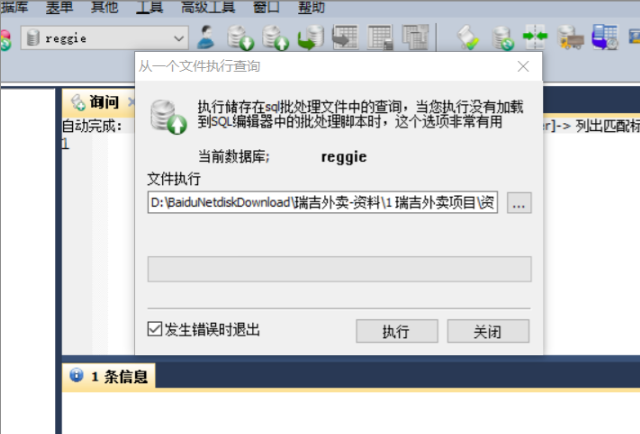 据库 表单 其他 工具 高级工具 窗口 帮助
reggie
从一个文件执行查询
询问
自动完成：
er]-> 列出匹配标
1
执行储存在sql批处理文件中的查询，当您执行没有加载
到SQL编辑器中的批处理脚本时，这个选项非常有用
当前数据库; reggie
文件执行
D:\BaiduNetdiskDownload\瑞吉外卖-资料\1 瑞吉外卖项目\资
...
发生错误时退出
执行
关闭
1 条信息